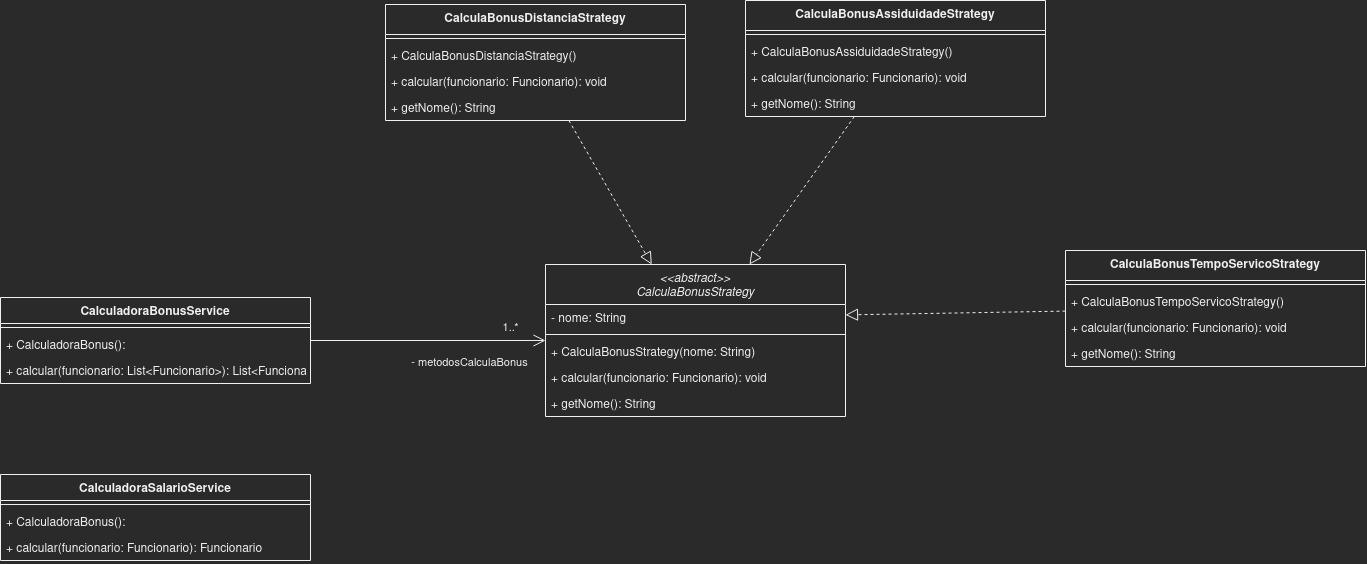 CalculaBonusDistanciaStrategy
+ CalculaBonusDistanciaStrategy()
+ calcular(funcionario: Funcionario): void
+ getNome(): String
CalculaBonusAssiduidadeStrategy
+ CalculaBonusAssiduidadeStrategy()
+ calcular(funcionario: Funcionario): void
+ getNome(): String
CalculaBonusTempoServicoStrategy
+ CalculaBonusTempoServicoStrategy()
+ calcular(funcionario: Funcionario): void
+ getNome(): String
<<abstract>>
CalculaBonusStrategy
- nome: String
+ CalculaBonusStrategy(nome: String)
+ calcular(funcionario: Funcionario): void
+ getNome(): String
CalculadoraBonusService
+ CalculadoraBonus():
+ calcular(funcionario: List<Funcionario>): List<Funciona
1..*
- metodosCalculaBonus
CalculadoraSalarioService
+ CalculadoraBonus():
+ calcular(funcionario: Funcionario): Funcionario